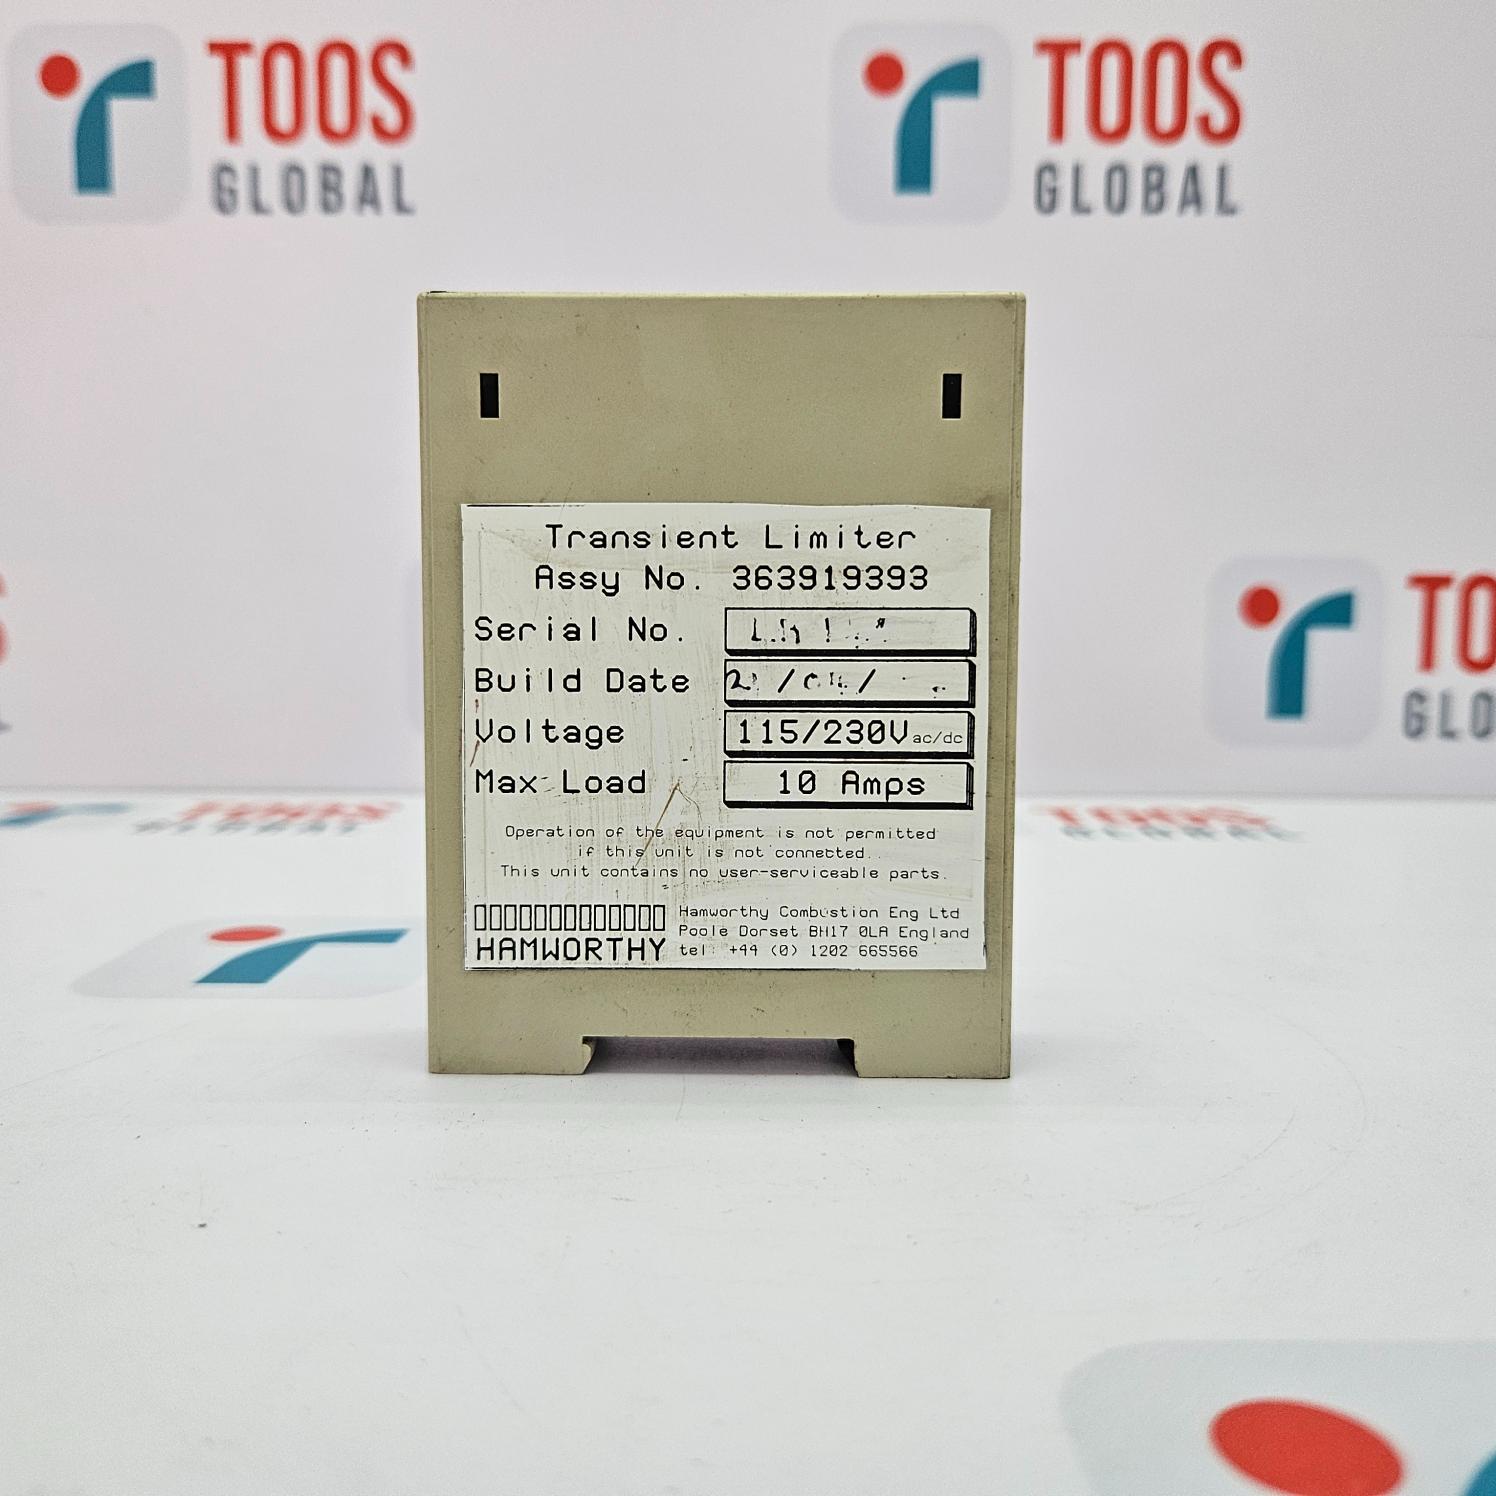 TOOS
GLOBAL
TOOS
GLOBAL
Transient Limiter
Assy No. 363919393
Serial No.
Build Date
Voltage 115/230V ac/dc
Max Load 10 Amps
Operation of the equipment is not permitted
if this unit is not connected.
This unit contains no user-serviceable parts.
HAMWORTHY
Hamworthy Combustion Eng Ltd
Poole Dorset BH17 0LA England
tel: +44 (0) 1202 665566